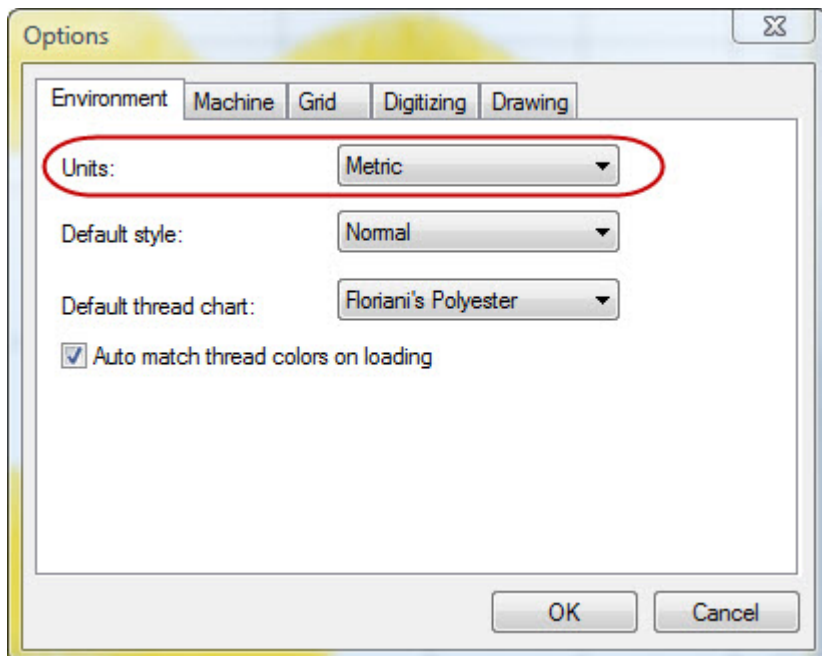 Options
Environment Machine Grid Digitizing Drawing
Units: Metric
Default style: Normal
Default thread chart: Floriani's Polyester
Auto match thread colors on loading
OK Cancel